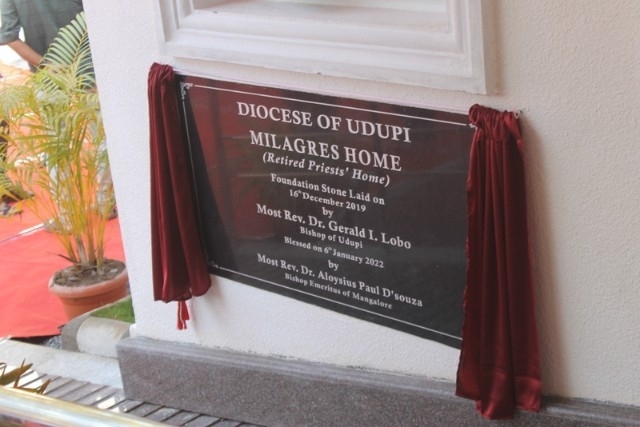 DIOCESE OF UDUPI
MILAGRES HOME
(Retired Priests' Home)
Foundation Stone Laid on
16th December 2019
by
Most Rev. Dr. Gerald I. Lobo
Bishop of Udupi
Blessed on 6th January 2022
by
Most Rev. Dr. Aloysius Paul D'souza
Bishop Emeritus of Mangalore